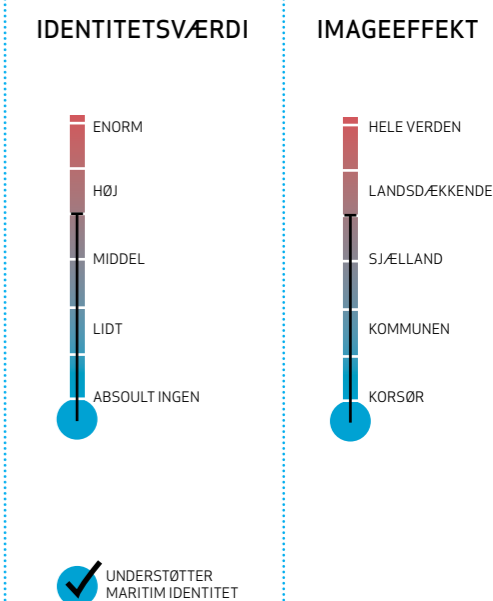 IDENTITETSVÆRDI
ENORM
HØJ
MIDDEL
LIDT
ABSOULT INGEN
UNDERSTØTTER
MARITIM IDENTITET
IMAGEEFFEKT
HELE VERDEN
LANDSDÆKKENDE
SJÆLLAND
KOMMUNEN
KORSØR